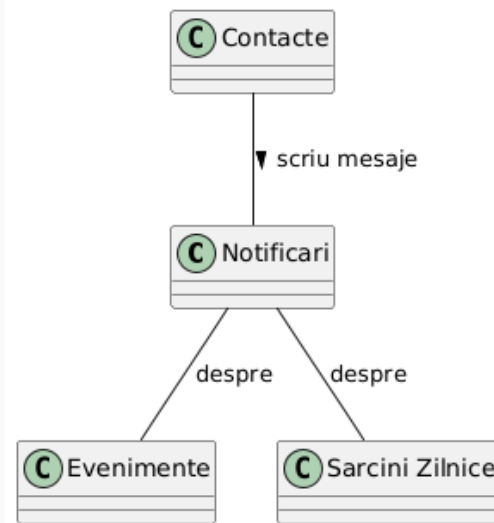 C Contacte
scriu mesaje
C Notificari
despre despre
C Evenimente C Sarcini Zilnice